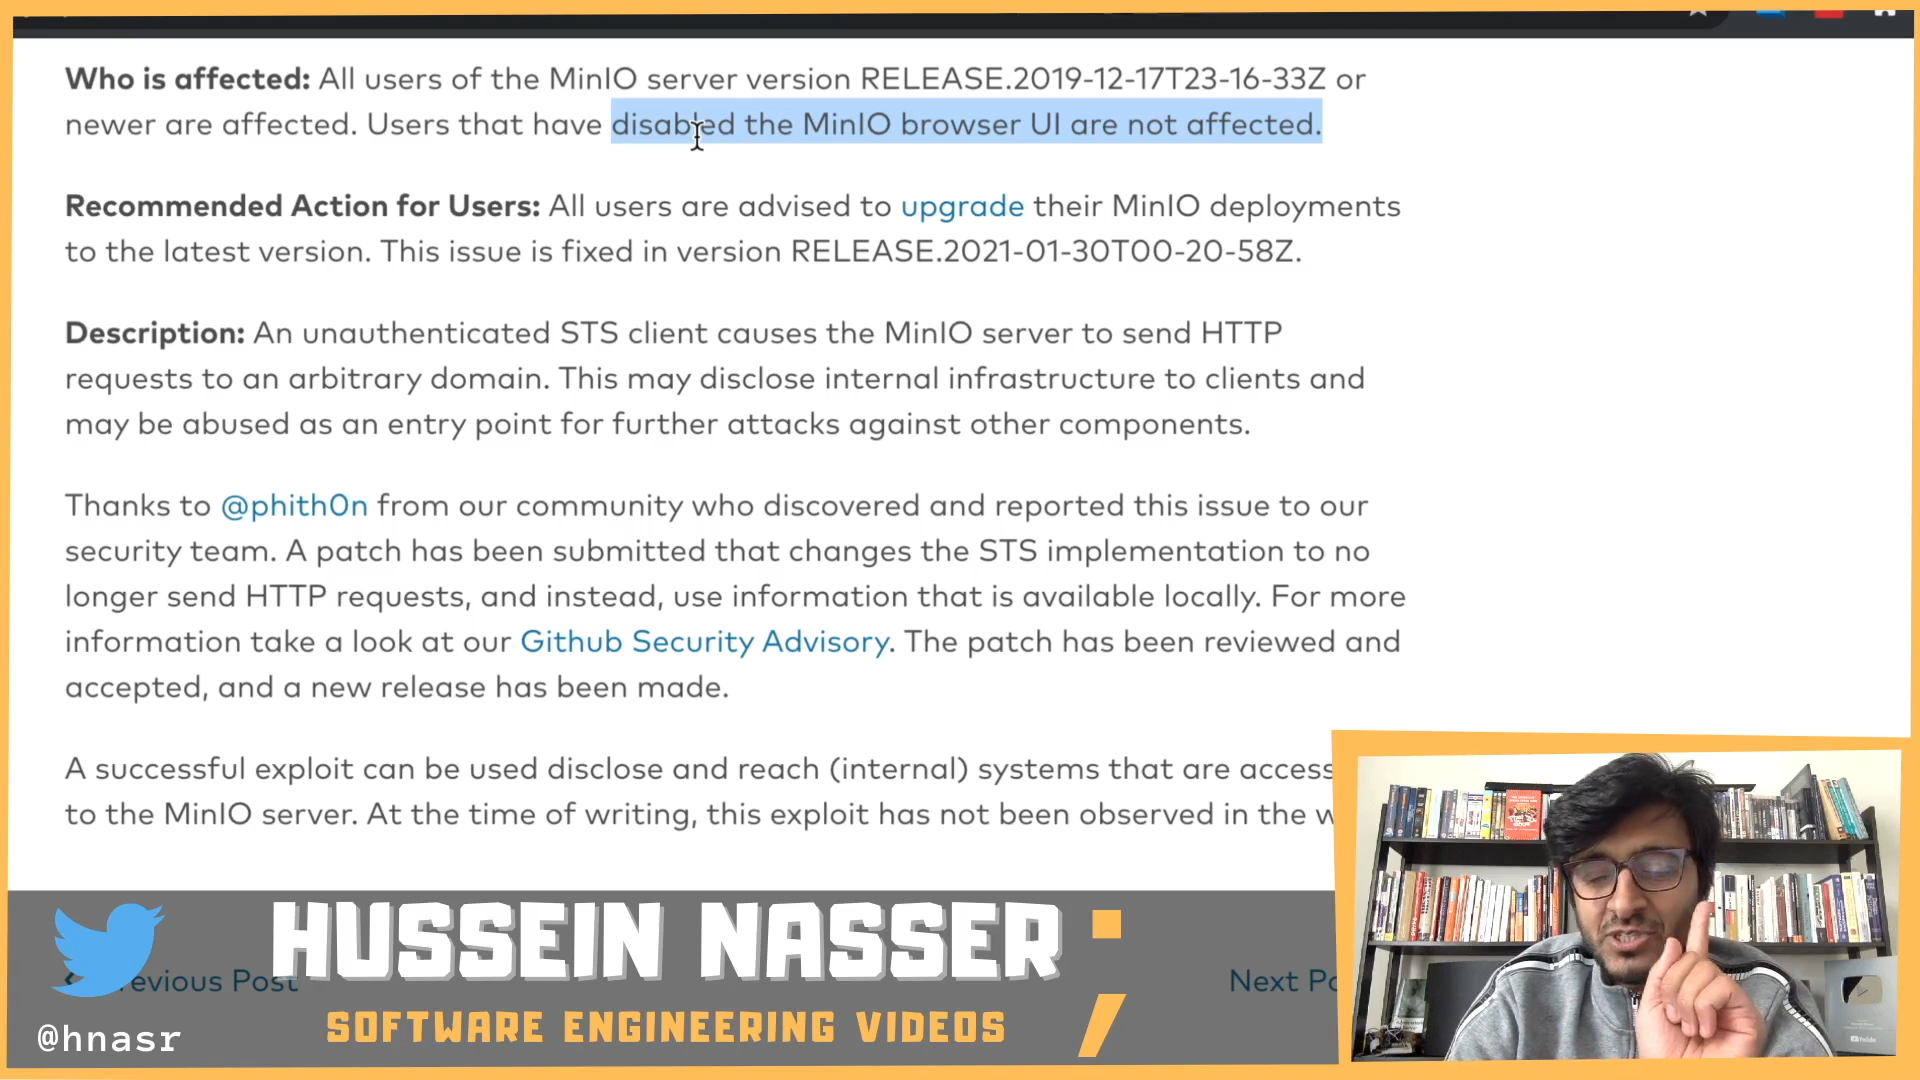 Who is affected: All users of the MinIO server version RELEASE.2019-12-17T23-16-33Z or
newer are affected. Users that have disabled the MinIO browser UI are not affected.
Recommended Action for Users: All users are advised to upgrade their MinIO deployments
to the latest version. This issue is fixed in version RELEASE.2021-01-30T00-20-58Z.
Description: An unauthenticated STS client causes the MinIO server to send HTTP
requests to an arbitrary domain. This may disclose internal infrastructure to clients and
may be abused as an entry point for further attacks against other components.
Thanks to @phith0n from our community who discovered and reported this issue to our
security team. A patch has been submitted that changes the STS implementation to no
longer send HTTP requests, and instead, use information that is available locally. For more
information take a look at our Github Security Advisory. The patch has been reviewed and
accepted, and a new release has been made.
A successful exploit can be used disclose and reach (internal) systems that are access
to the MinIO server. At the time of writing, this exploit has not been observed in the w
HUSSEIN NASSER;
evious Post
Next Po
SOFTWARE ENGINEERING VIDEOS
@hnasr